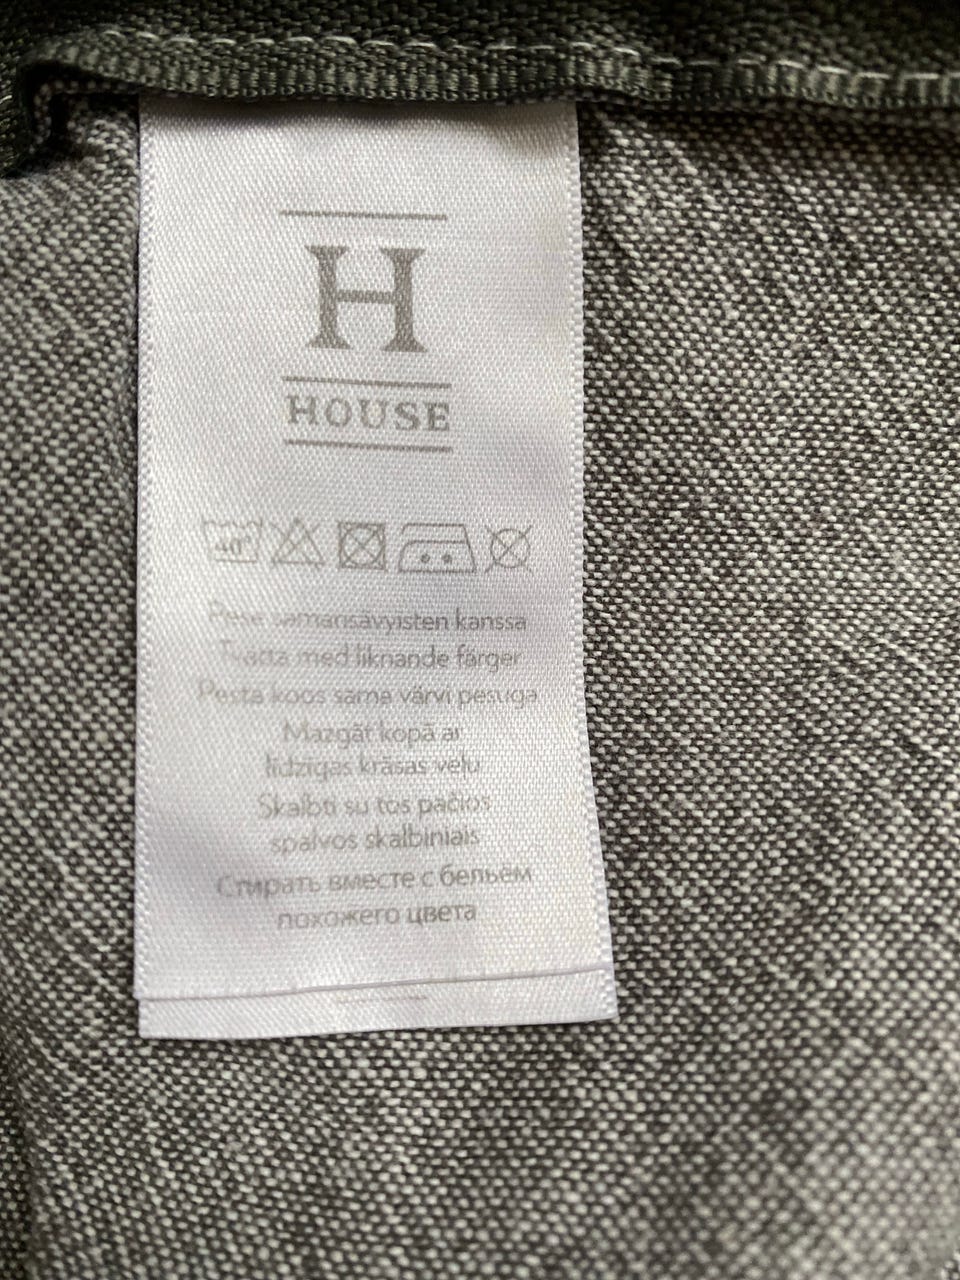 H
HOUSE
40°
Pese samansävyisten kanssa
Tvätta med liknande färger
Pesta koos sama värvi pesuga
Mazgāt kopā ar
līdzīgas krāsas veļu
Skalbti su tos pačios
spalvos skalbiniais
Стирать вместе с бельём
похожего цвета